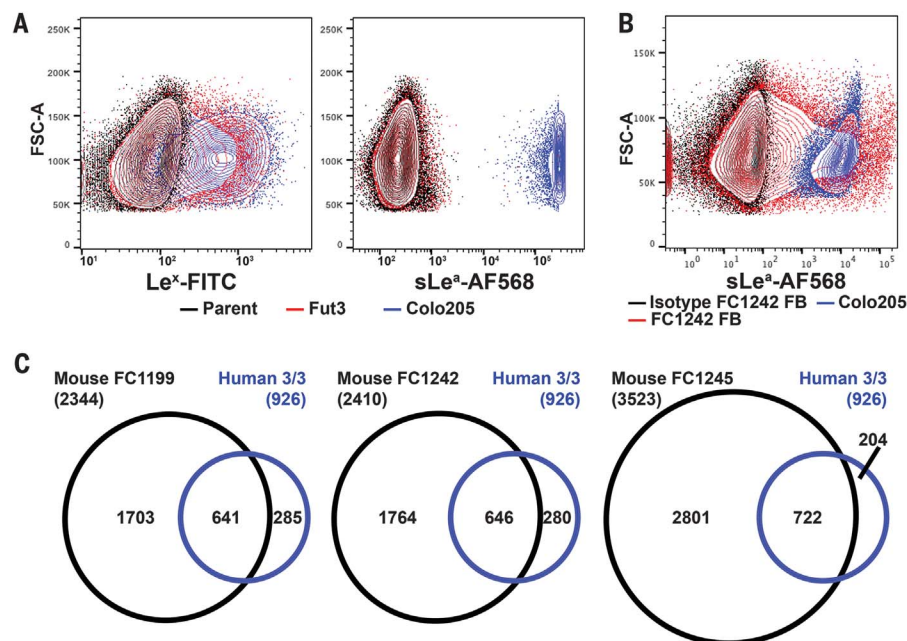 A
B
250K
200K
150K
100K
50K
0
FSC-A
10¹ 10² 10³
Leˣ-FITC
10² 10³ 10⁴ 10⁵
sLeᵃ-AF568
Parent Fut3 Colo205
150K
100K
50K
0
FSC-A
10⁰ 10¹ 10² 10³ 10⁴ 10⁵
sLeᵃ-AF568
Isotype FC1242 FB Colo205
FC1242 FB
250K
200K
150K
100K
50K
0
C
Mouse FC1199
(2344)
Human 3/3
(926)
1703 641 285
Mouse FC1242
(2410)
Human 3/3
(926)
1764 646 280
Mouse FC1245
(3523)
Human 3/3
(926)
204
2801 722